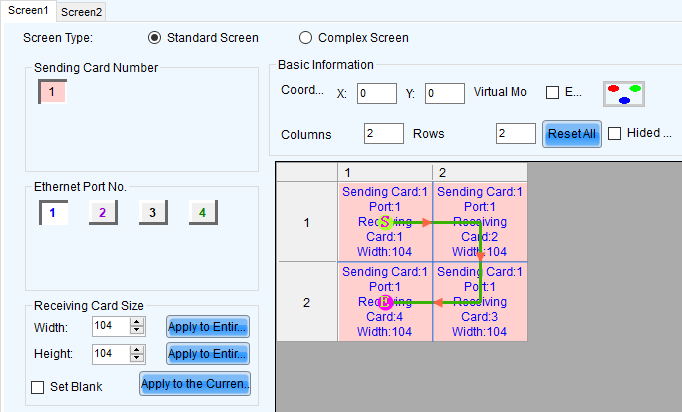 Screen1 Screen2
Screen Type: Standard Screen Complex Screen
Sending Card Number
1
Basic Information
Coord... X: 0 Y: 0 Virtual Mo E...
Columns 2 Rows 2 Reset All Hided ...
Ethernet Port No.
1 2 3 4
1 2
1
Sending Card:1
Port:1
Receiving
Card:1
Width:104
Sending Card:1
Port:1
Receiving
Card:2
Width:104
S
2
Sending Card:1
Port:1
Receiving
Card:4
Width:104
Sending Card:1
Port:1
Receiving
Card:3
Width:104
E
Receiving Card Size
Width: 104 Apply to Entir...
Height: 104 Apply to Entir...
Set Blank Apply to the Curren...